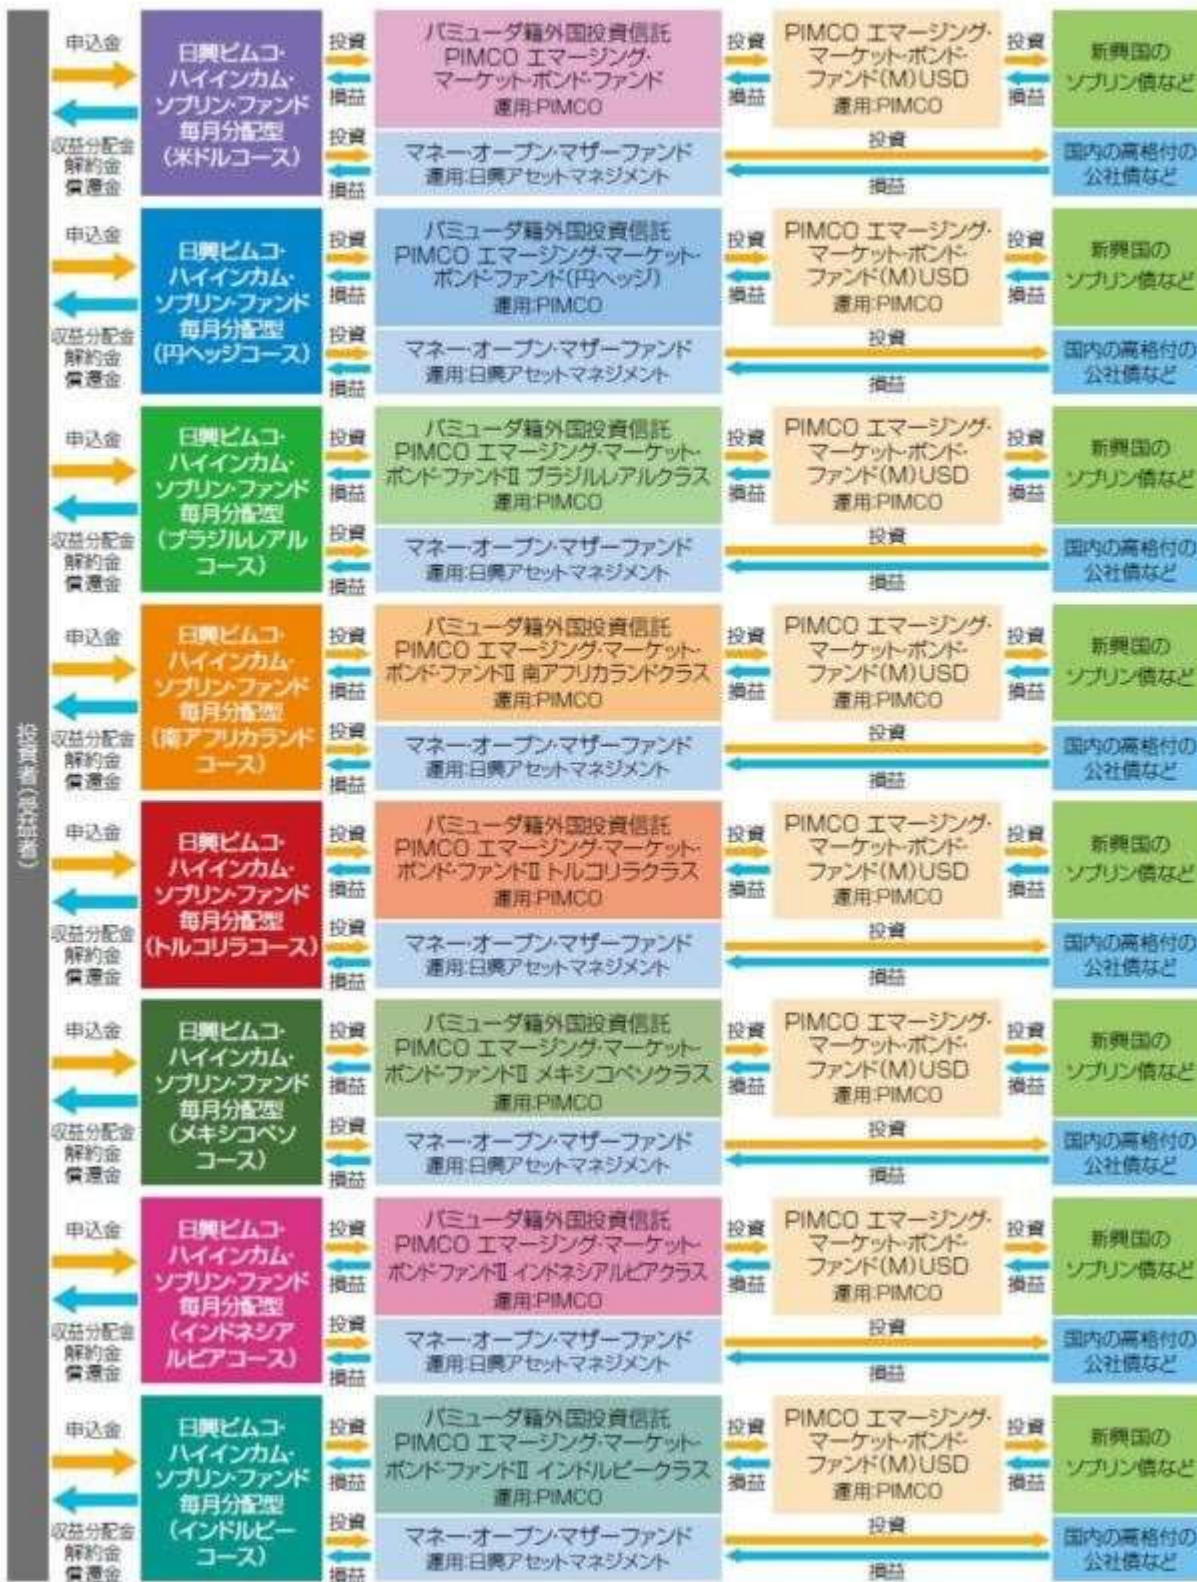 投資者(受益者)
申込金
収益分配金
解約金
償還金
日興ピムコ・
ハイインカム・
ソブリン・ファンド
毎月分配型
(米ドルコース)
投資
損益
投資
損益
バミューダ籍外国投資信託
PIMCO エマージング・
マーケット・ボンド・ファンド
運用:PIMCO
マネー・オープン・マザーファンド
運用:日興アセットマネジメント
投資
損益
PIMCO エマージング・
マーケット・ボンド・
ファンド(M)USD
運用:PIMCO
投資
損益
投資
損益
新興国の
ソブリン債など
国内の高格付の
公社債など
申込金
収益分配金
解約金
償還金
日興ピムコ・
ハイインカム・
ソブリン・ファンド
毎月分配型
(円ヘッジコース)
投資
損益
投資
損益
バミューダ籍外国投資信託
PIMCO エマージング・マーケット・
ボンド・ファンド(円ヘッジ)
運用:PIMCO
マネー・オープン・マザーファンド
運用:日興アセットマネジメント
投資
損益
PIMCO エマージング・
マーケット・ボンド・
ファンド(M)USD
運用:PIMCO
投資
損益
投資
損益
新興国の
ソブリン債など
国内の高格付の
公社債など
申込金
収益分配金
解約金
償還金
日興ピムコ・
ハイインカム・
ソブリン・ファンド
毎月分配型
(ブラジルレアル
コース)
投資
損益
投資
損益
バミューダ籍外国投資信託
PIMCO エマージング・マーケット・
ボンド・ファンドⅡ ブラジルレアルクラス
運用:PIMCO
マネー・オープン・マザーファンド
運用:日興アセットマネジメント
投資
損益
PIMCO エマージング・
マーケット・ボンド・
ファンド(M)USD
運用:PIMCO
投資
損益
投資
損益
新興国の
ソブリン債など
国内の高格付の
公社債など
申込金
収益分配金
解約金
償還金
日興ピムコ・
ハイインカム・
ソブリン・ファンド
毎月分配型
(南アフリカランド
コース)
投資
損益
投資
損益
バミューダ籍外国投資信託
PIMCO エマージング・マーケット・
ボンド・ファンドⅡ 南アフリカランドクラス
運用:PIMCO
マネー・オープン・マザーファンド
運用:日興アセットマネジメント
投資
損益
PIMCO エマージング・
マーケット・ボンド・
ファンド(M)USD
運用:PIMCO
投資
損益
投資
損益
新興国の
ソブリン債など
国内の高格付の
公社債など
申込金
収益分配金
解約金
償還金
日興ピムコ・
ハイインカム・
ソブリン・ファンド
毎月分配型
(トルコリラコース)
投資
損益
投資
損益
バミューダ籍外国投資信託
PIMCO エマージング・マーケット・
ボンド・ファンドⅡ トルコリラクラス
運用:PIMCO
マネー・オープン・マザーファンド
運用:日興アセットマネジメント
投資
損益
PIMCO エマージング・
マーケット・ボンド・
ファンド(M)USD
運用:PIMCO
投資
損益
投資
損益
新興国の
ソブリン債など
国内の高格付の
公社債など
申込金
収益分配金
解約金
償還金
日興ピムコ・
ハイインカム・
ソブリン・ファンド
毎月分配型
(メキシコペソ
コース)
投資
損益
投資
損益
バミューダ籍外国投資信託
PIMCO エマージング・マーケット・
ボンド・ファンドⅡ メキシコペソクラス
運用:PIMCO
マネー・オープン・マザーファンド
運用:日興アセットマネジメント
投資
損益
PIMCO エマージング・
マーケット・ボンド・
ファンド(M)USD
運用:PIMCO
投資
損益
投資
損益
新興国の
ソブリン債など
国内の高格付の
公社債など
申込金
収益分配金
解約金
償還金
日興ピムコ・
ハイインカム・
ソブリン・ファンド
毎月分配型
(インドネシア
ルピアコース)
投資
損益
投資
損益
バミューダ籍外国投資信託
PIMCO エマージング・マーケット・
ボンド・ファンドⅡ インドネシアルピアクラス
運用:PIMCO
マネー・オープン・マザーファンド
運用:日興アセットマネジメント
投資
損益
PIMCO エマージング・
マーケット・ボンド・
ファンド(M)USD
運用:PIMCO
投資
損益
投資
損益
新興国の
ソブリン債など
国内の高格付の
公社債など
申込金
収益分配金
解約金
償還金
日興ピムコ・
ハイインカム・
ソブリン・ファンド
毎月分配型
(インドルピー
コース)
投資
損益
投資
損益
バミューダ籍外国投資信託
PIMCO エマージング・マーケット・
ボンド・ファンドⅡ インドルピークラス
運用:PIMCO
マネー・オープン・マザーファンド
運用:日興アセットマネジメント
投資
損益
PIMCO エマージング・
マーケット・ボンド・
ファンド(M)USD
運用:PIMCO
投資
損益
投資
損益
新興国の
ソブリン債など
国内の高格付の
公社債など